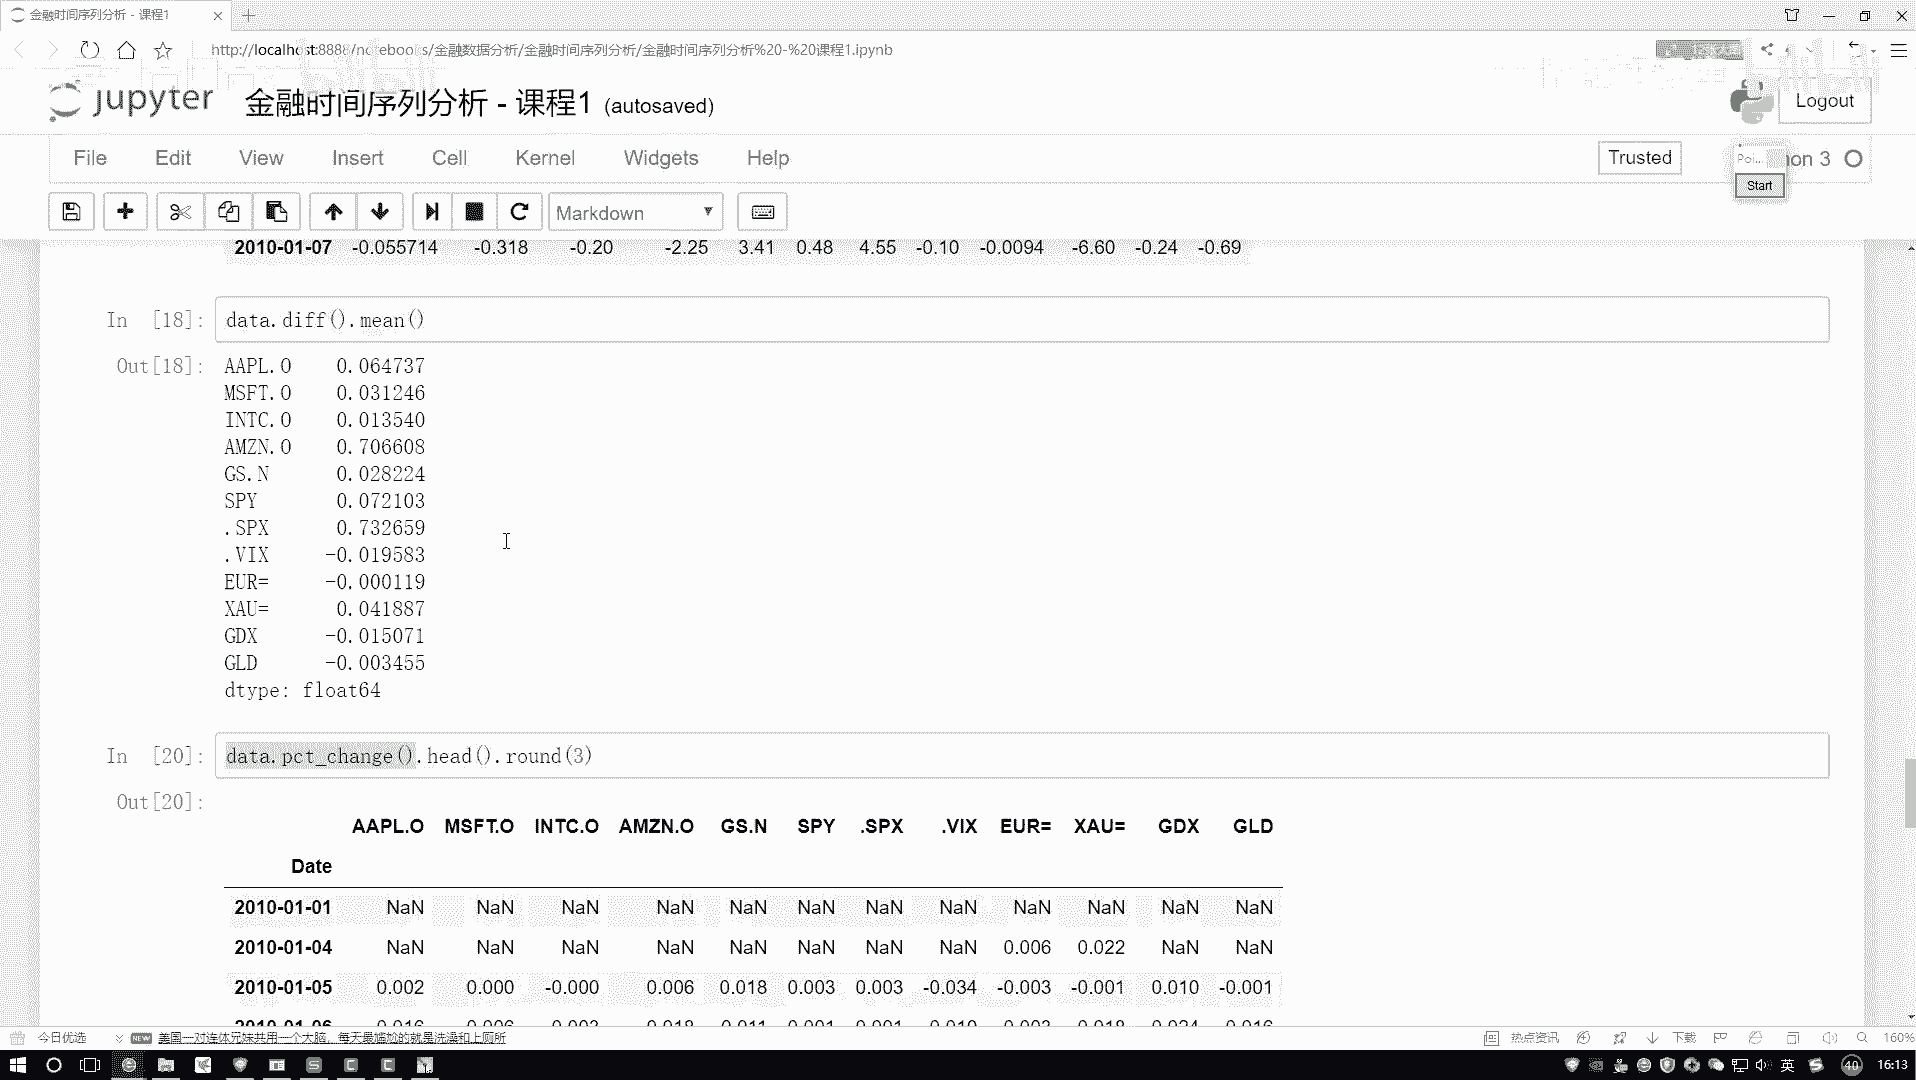 金融时间序列分析 - 课程1
http://localhost:8888/notebooks/金融数据分析/金融时间序列分析/金融时间序列分析%20-%20课程1.ipynb
jupyter 金融时间序列分析 - 课程1 (autosaved) Logout
File Edit View Insert Cell Kernel Widgets Help Trusted Poi... on 3
Start
Markdown
2010-01-07 -0.055714 -0.318 -0.20 -2.25 3.41 0.48 4.55 -0.10 -0.0094 -6.60 -0.24 -0.69
In [18]: data.diff().mean()
Out[18]: AAPL.O 0.064737
MSFT.O 0.031246
INTC.O 0.013540
AMZN.O 0.706608
GS.N 0.028224
SPY 0.072103
.SPX 0.732659
.VIX -0.019583
EUR= -0.000119
XAU= 0.041887
GDX -0.015071
GLD -0.003455
dtype: float64
In [20]: data.pct_change().head().round(3)
Out[20]:
AAPL.O MSFT.O INTC.O AMZN.O GS.N SPY .SPX .VIX EUR= XAU= GDX GLD
Date
2010-01-01 NaN NaN NaN NaN NaN NaN NaN NaN NaN NaN NaN NaN
2010-01-04 NaN NaN NaN NaN NaN NaN NaN NaN 0.006 0.022 NaN NaN
2010-01-05 0.002 0.000 -0.000 0.006 0.018 0.003 0.003 -0.034 -0.003 -0.001 0.010 -0.001
今日优选 NEW 美国一对连体兄妹共用一个大脑，每天最尴尬的就是洗澡和上厕所 热点资讯 下载 160%
英 40 16:13